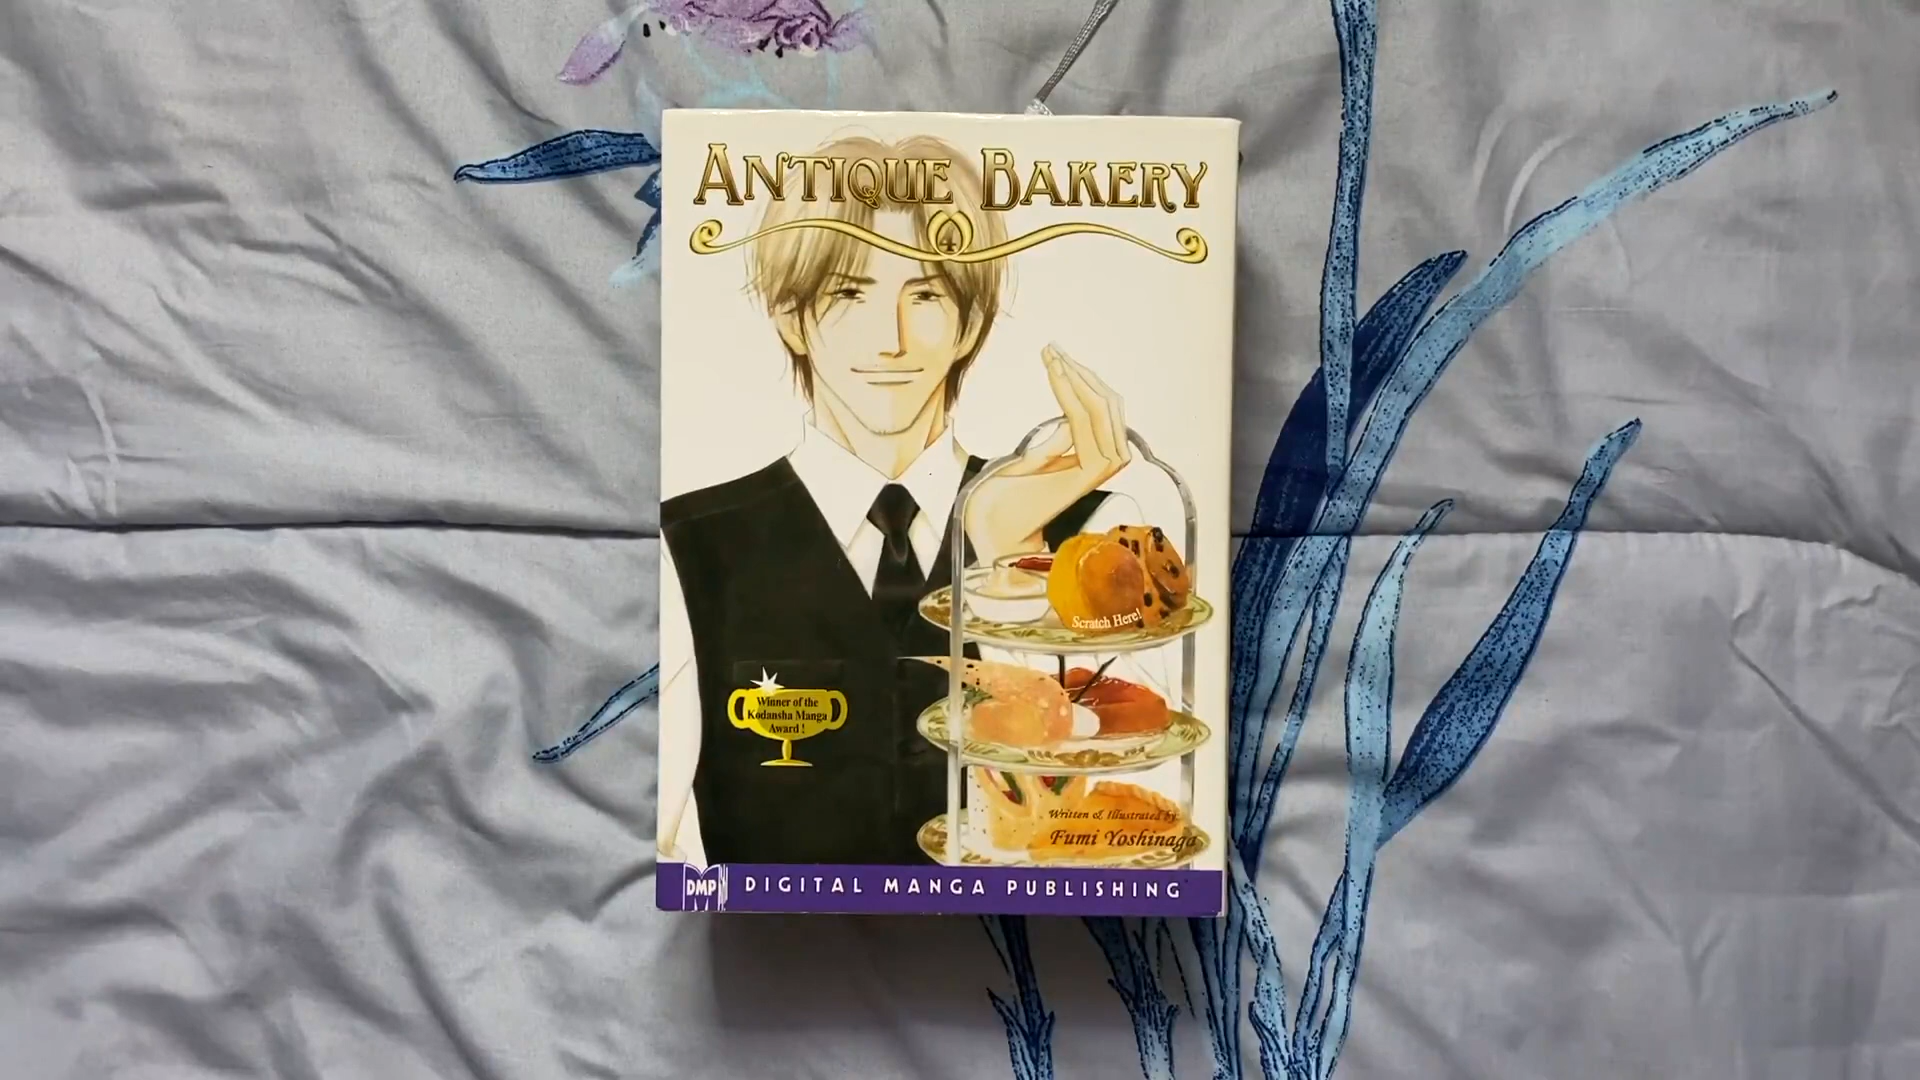 ANTIQUE BAKERY
4
Scratch Here!
Winner of the
Kodansha Manga
Award !
Written & Illustrated by:
Fumi Yoshinaga
DMP DIGITAL MANGA PUBLISHING